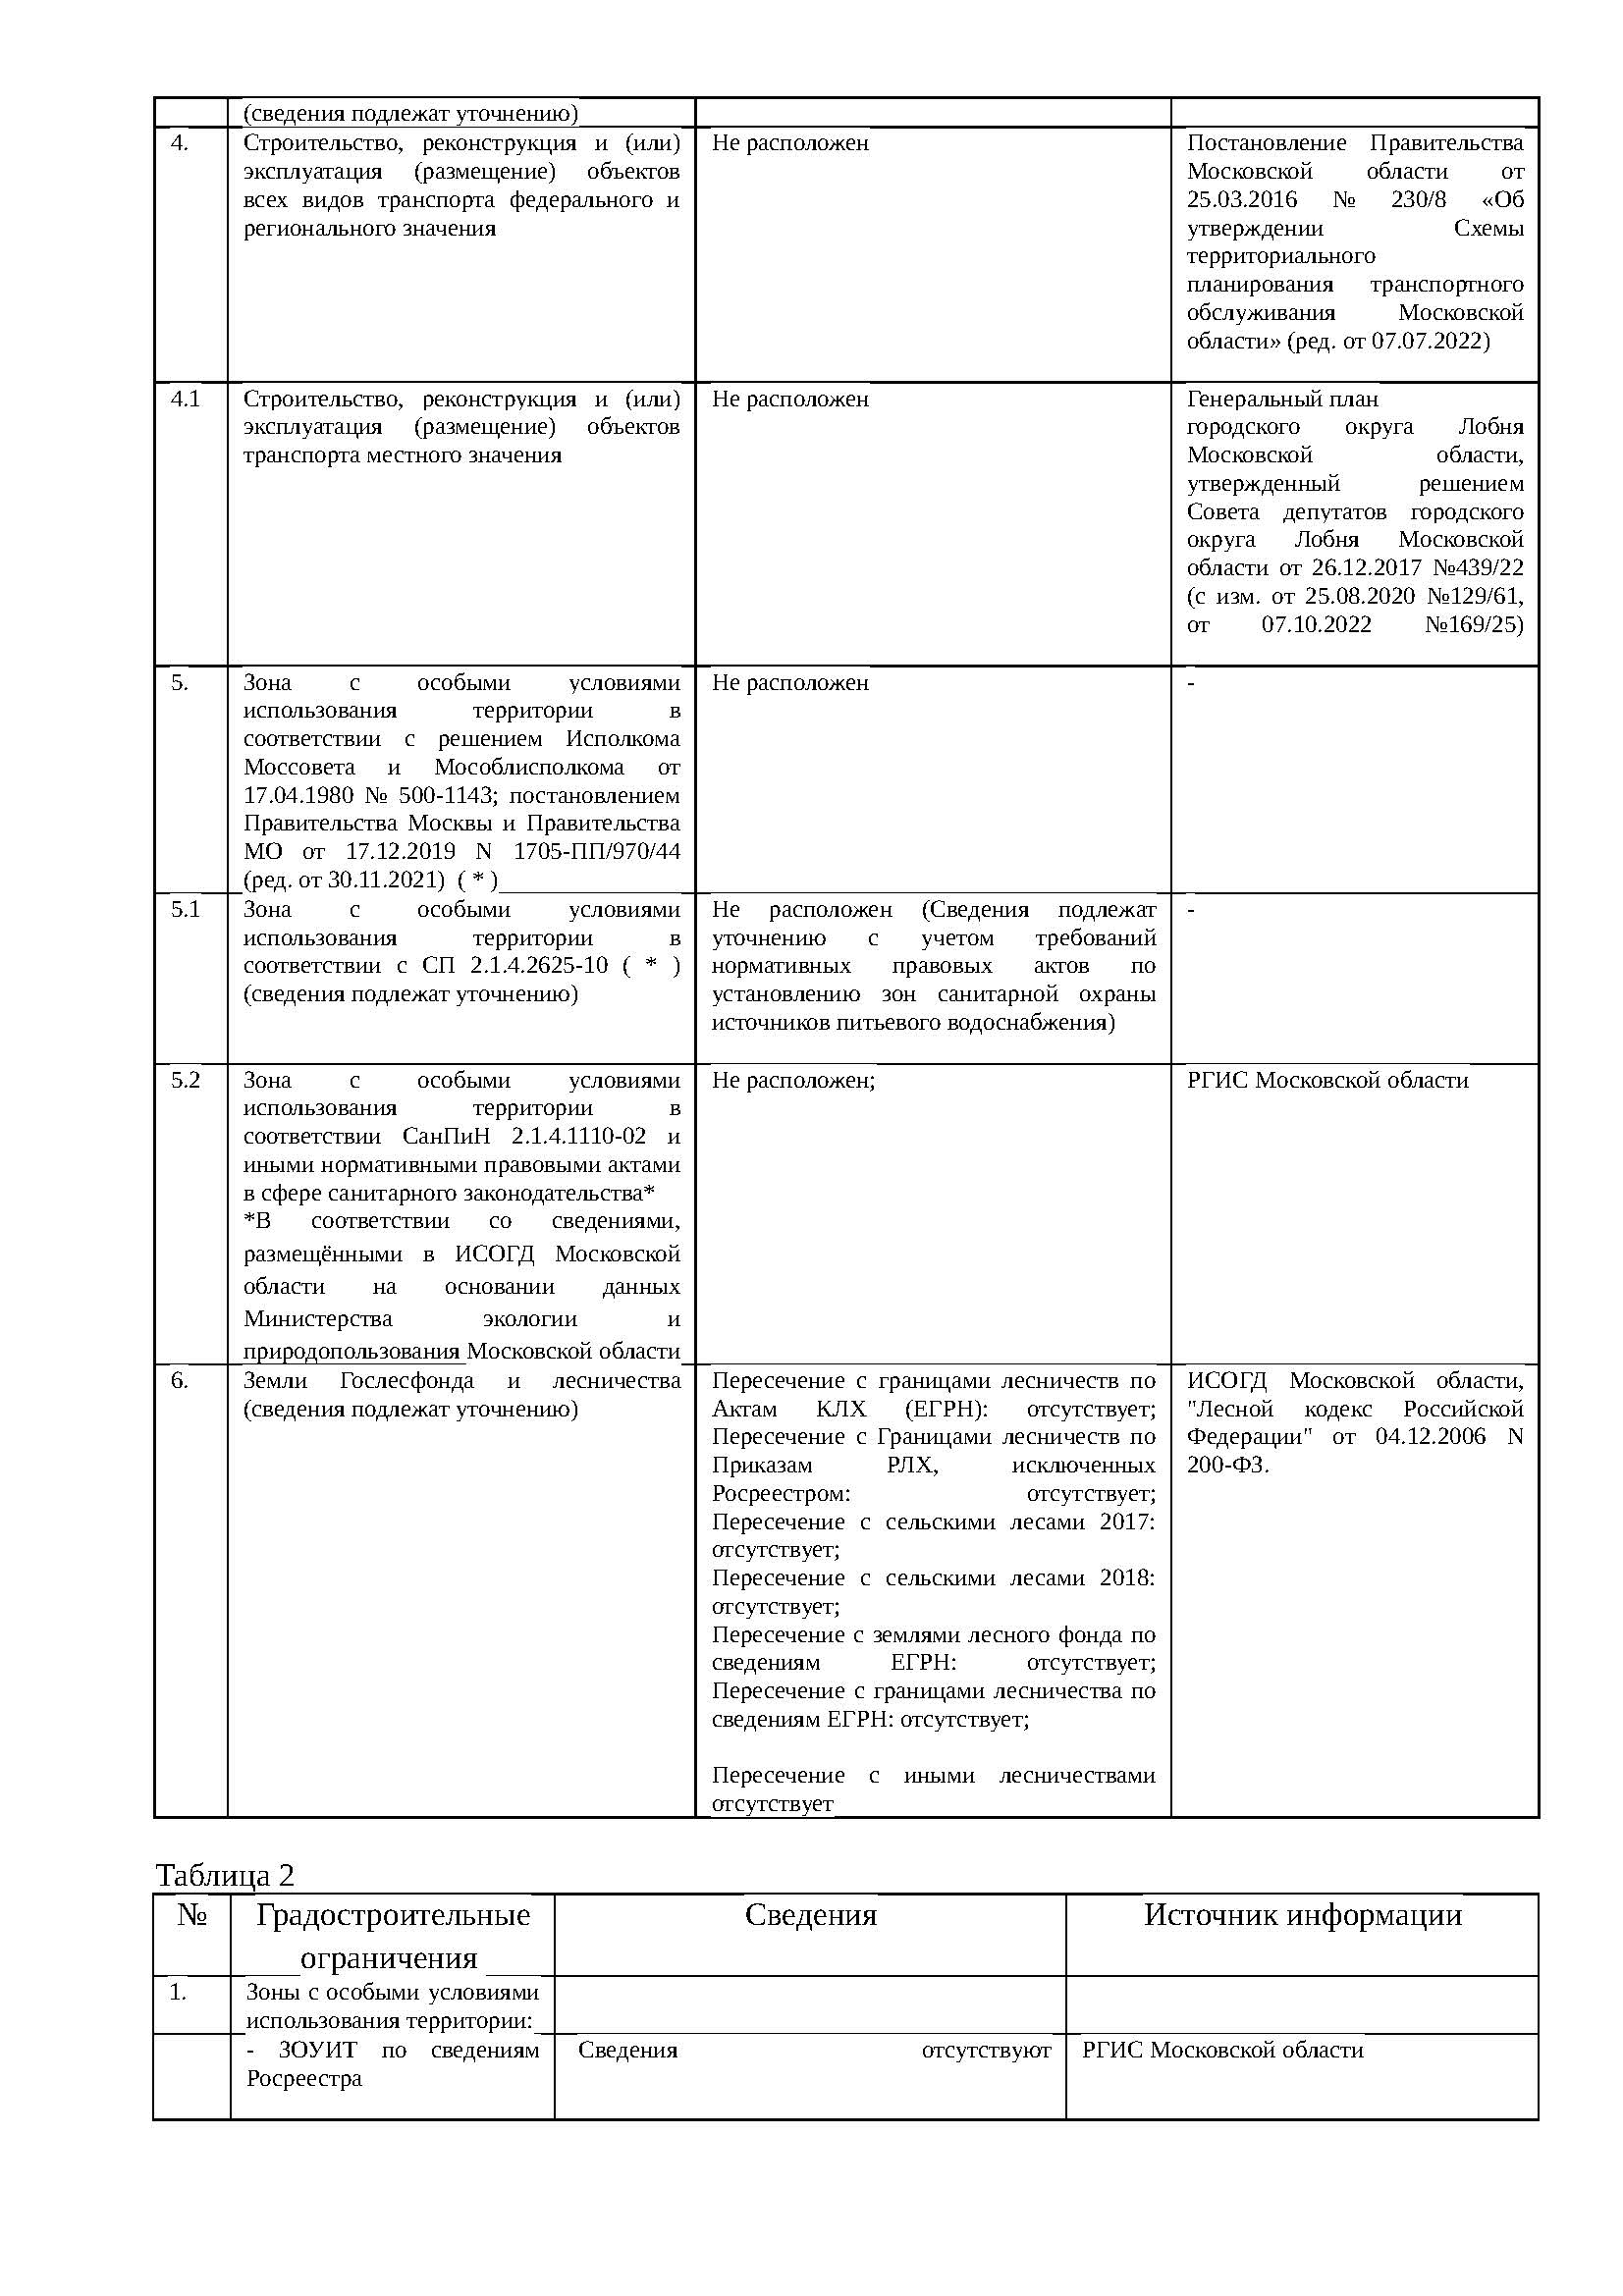 (сведения подлежат уточнению)
4.
Строительство, реконструкция и (или)
эксплуатация (размещение) объектов
всех видов транспорта федерального и
регионального значения
Не расположен
Постановление Правительства
Московской области от
25.03.2016 № 230/8 «Об
утверждении Схемы
территориального
планирования транспортного
обслуживания Московской
области» (ред. от 07.07.2022)
4.1
Строительство, реконструкция и (или)
эксплуатация (размещение) объектов
транспорта местного значения
Не расположен
Генеральный план
городского округа Лобня
Московской области,
утвержденный решением
Совета депутатов городского
округа Лобня Московской
области от 26.12.2017 №439/22
(с изм. от 25.08.2020 №129/61,
от 07.10.2022 №169/25)
5.
Зона с особыми условиями
использования территории в
соответствии с решением Исполкома
Моссовета и Мособлисполкома от
17.04.1980 № 500-1143; постановлением
Правительства Москвы и Правительства
МО от 17.12.2019 N 1705-ПП/970/44
(ред. от 30.11.2021) ( * )
Не расположен
-
5.1
Зона с особыми условиями
использования территории в
соответствии с СП 2.1.4.2625-10 ( * )
(сведения подлежат уточнению)
Не расположен (Сведения подлежат
уточнению с учетом требований
нормативных правовых актов по
установлению зон санитарной охраны
источников питьевого водоснабжения)
-
5.2
Зона с особыми условиями
использования территории в
соответствии СанПиН 2.1.4.1110-02 и
иными нормативными правовыми актами
в сфере санитарного законодательства*
*В соответствии со сведениями,
размещёнными в ИСОГД Московской
области на основании данных
Министерства экологии и
природопользования Московской области
Не расположен;
РГИС Московской области
6.
Земли Гослесфонда и лесничества
(сведения подлежат уточнению)
Пересечение с границами лесничеств по
Актам КЛХ (ЕГРН): отсутствует;
Пересечение с Границами лесничеств по
Приказам РЛХ, исключенных
Росреестром: отсутствует;
Пересечение с сельскими лесами 2017:
отсутствует;
Пересечение с сельскими лесами 2018:
отсутствует;
Пересечение с землями лесного фонда по
сведениям ЕГРН: отсутствует;
Пересечение с границами лесничества по
сведениям ЕГРН: отсутствует;
Пересечение с иными лесничествами
отсутствует
ИСОГД Московской области,
"Лесной кодекс Российской
Федерации" от 04.12.2006 N
200-ФЗ.
Таблица 2
№
Градостроительные
ограничения
Сведения
Источник информации
1.
Зоны с особыми условиями
использования территории:
- ЗОУИТ по сведениям
Росреестра
Сведения отсутствуют
РГИС Московской области